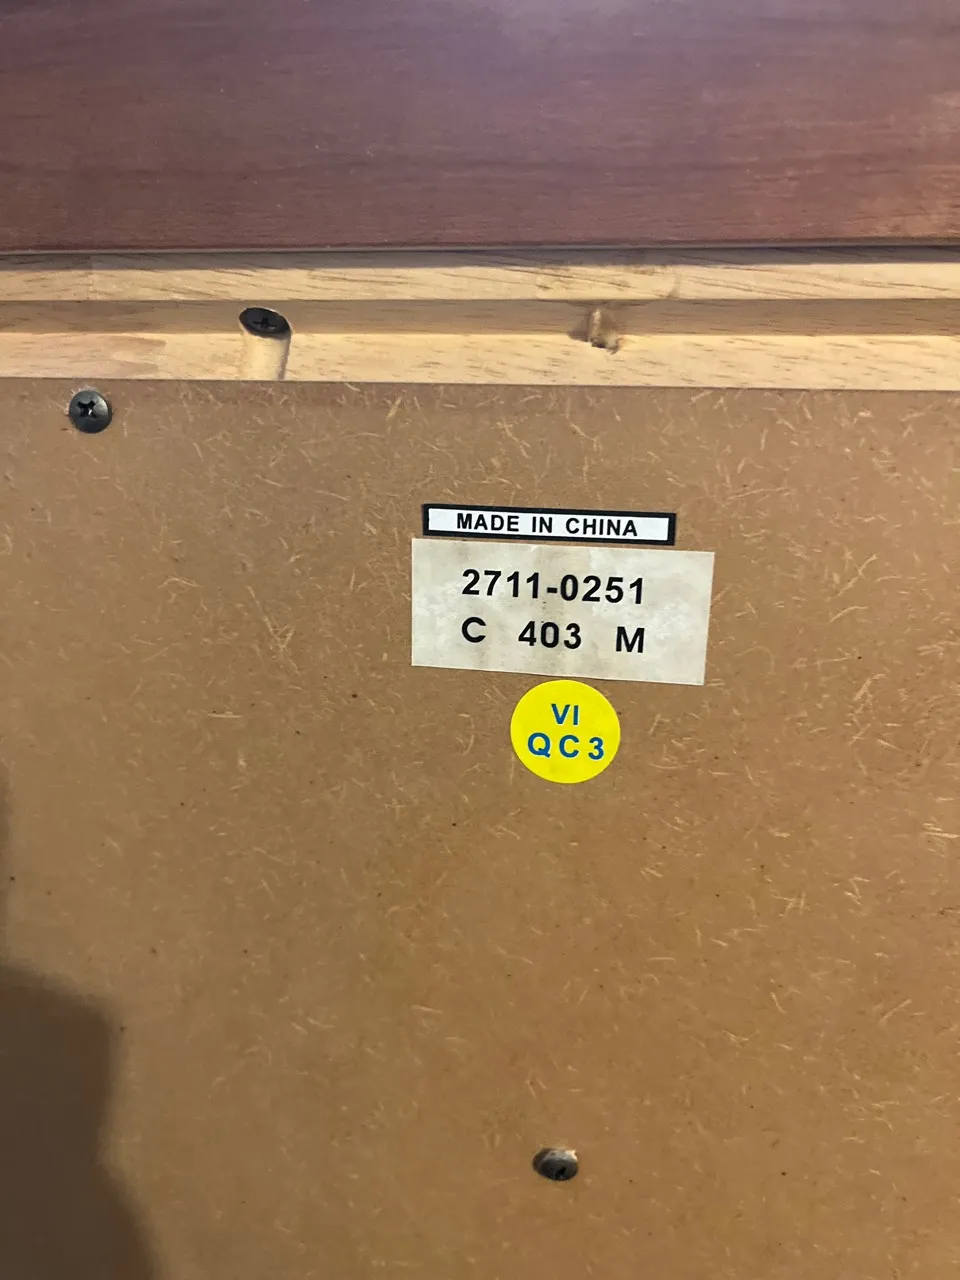 MADE IN CHINA
2711-0251
C 403 M
VI
QC3